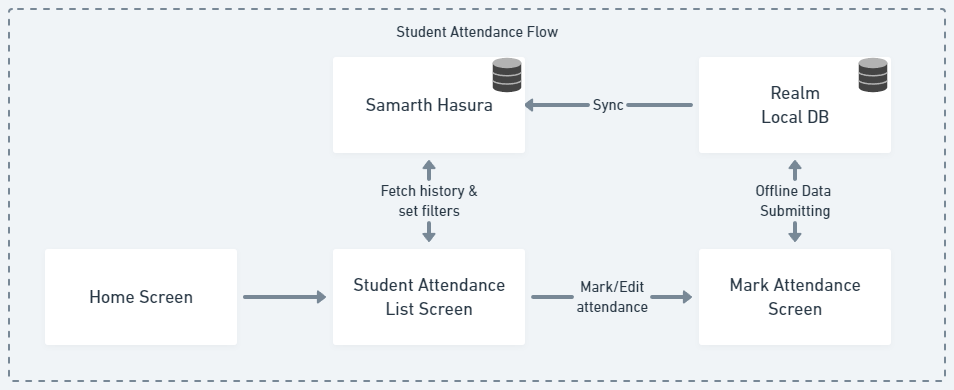 Student Attendance Flow
Samarth Hasura
Sync
Realm
Local DB
Fetch history &
set filters
Offline Data
Submitting
Home Screen
Student Attendance
List Screen
Mark/Edit
attendance
Mark Attendance
Screen